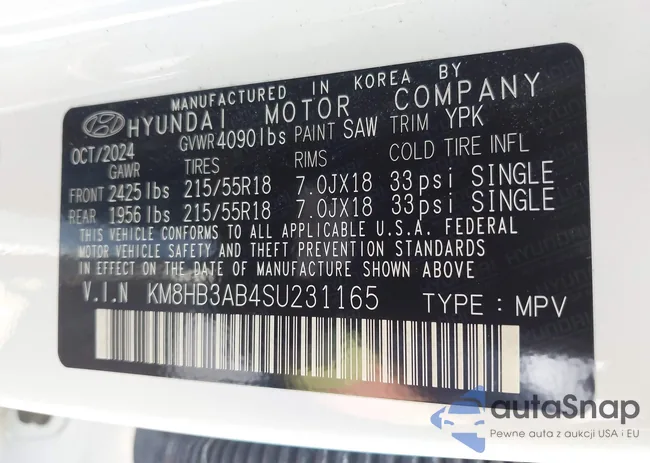 MANUFACTURED IN KOREA BY
HYUNDAI MOTOR COMPANY
OCT/2024 GVWR 4090 lbs PAINT SAW TRIM YPK
GAWR TIRES RIMS COLD TIRE INFL
FRONT 2425 lbs 215/55R18 7.0JX18 33 psi SINGLE
REAR 1956 lbs 215/55R18 7.0JX18 33 psi SINGLE
THIS VEHICLE CONFORMS TO ALL APPLICABLE U.S.A. FEDERAL
MOTOR VEHICLE SAFETY AND THEFT PREVENTION STANDARDS
IN EFFECT ON THE DATE OF MANUFACTURE SHOWN ABOVE
V.I.N KM8HB3AB4SU231165 TYPE : MPV
autaSnap
Pewne auta z aukcji USA i EU